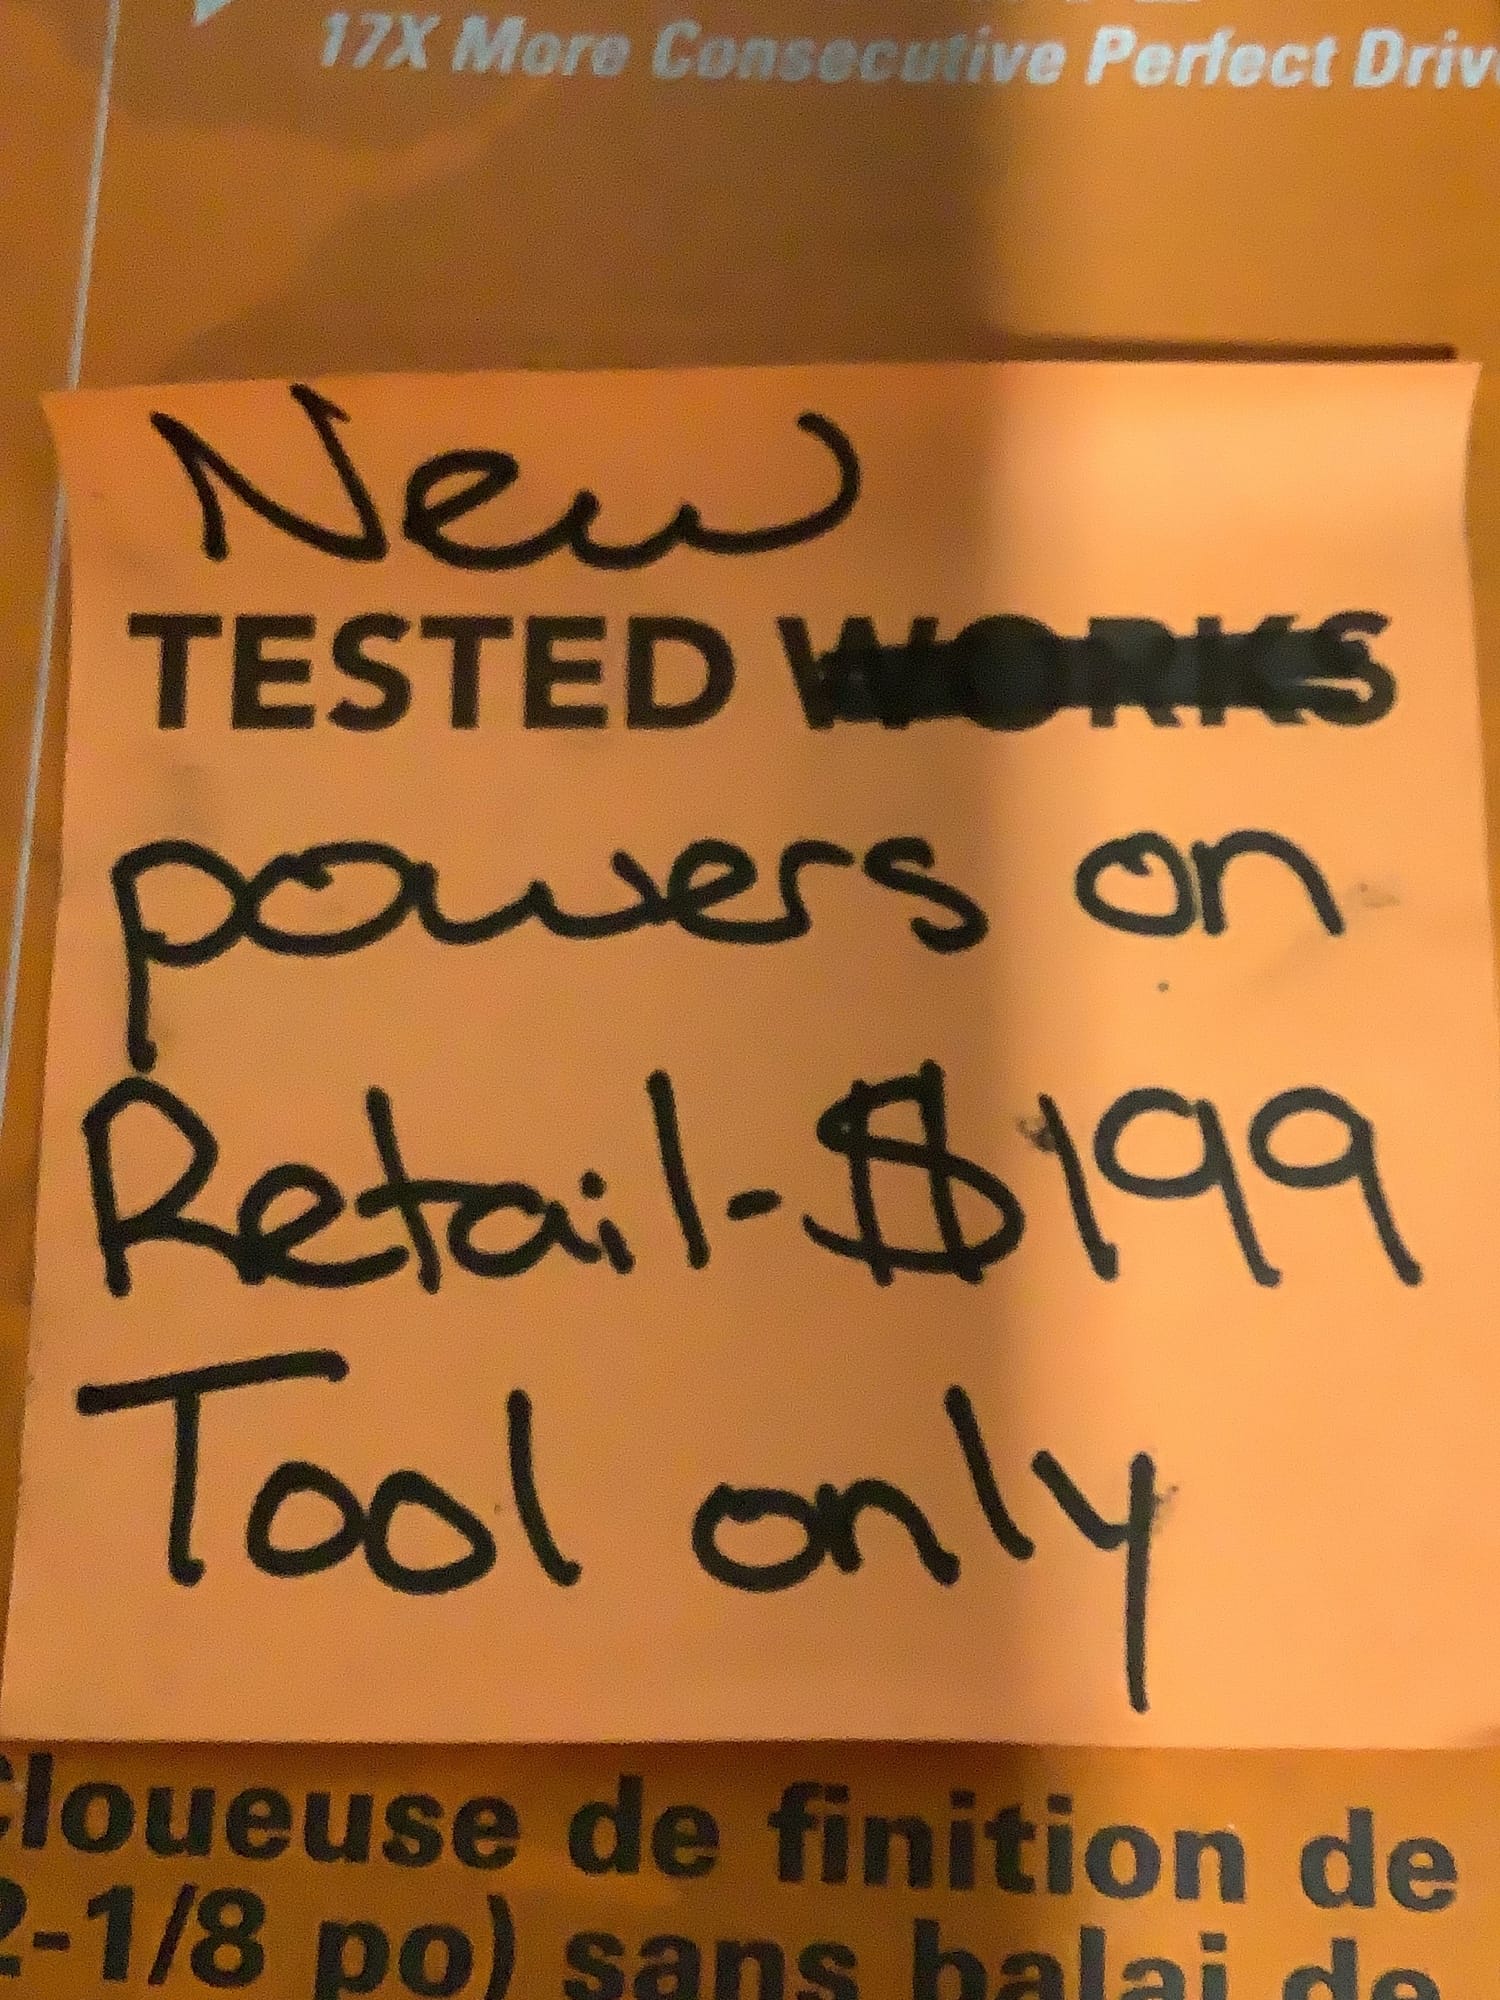 17X More Consecutive Perfect Driv
New
TESTED WORKS
powers on
Retail-$199
Tool only
Cloueuse de finition de
2-1/8 po) sans balai de